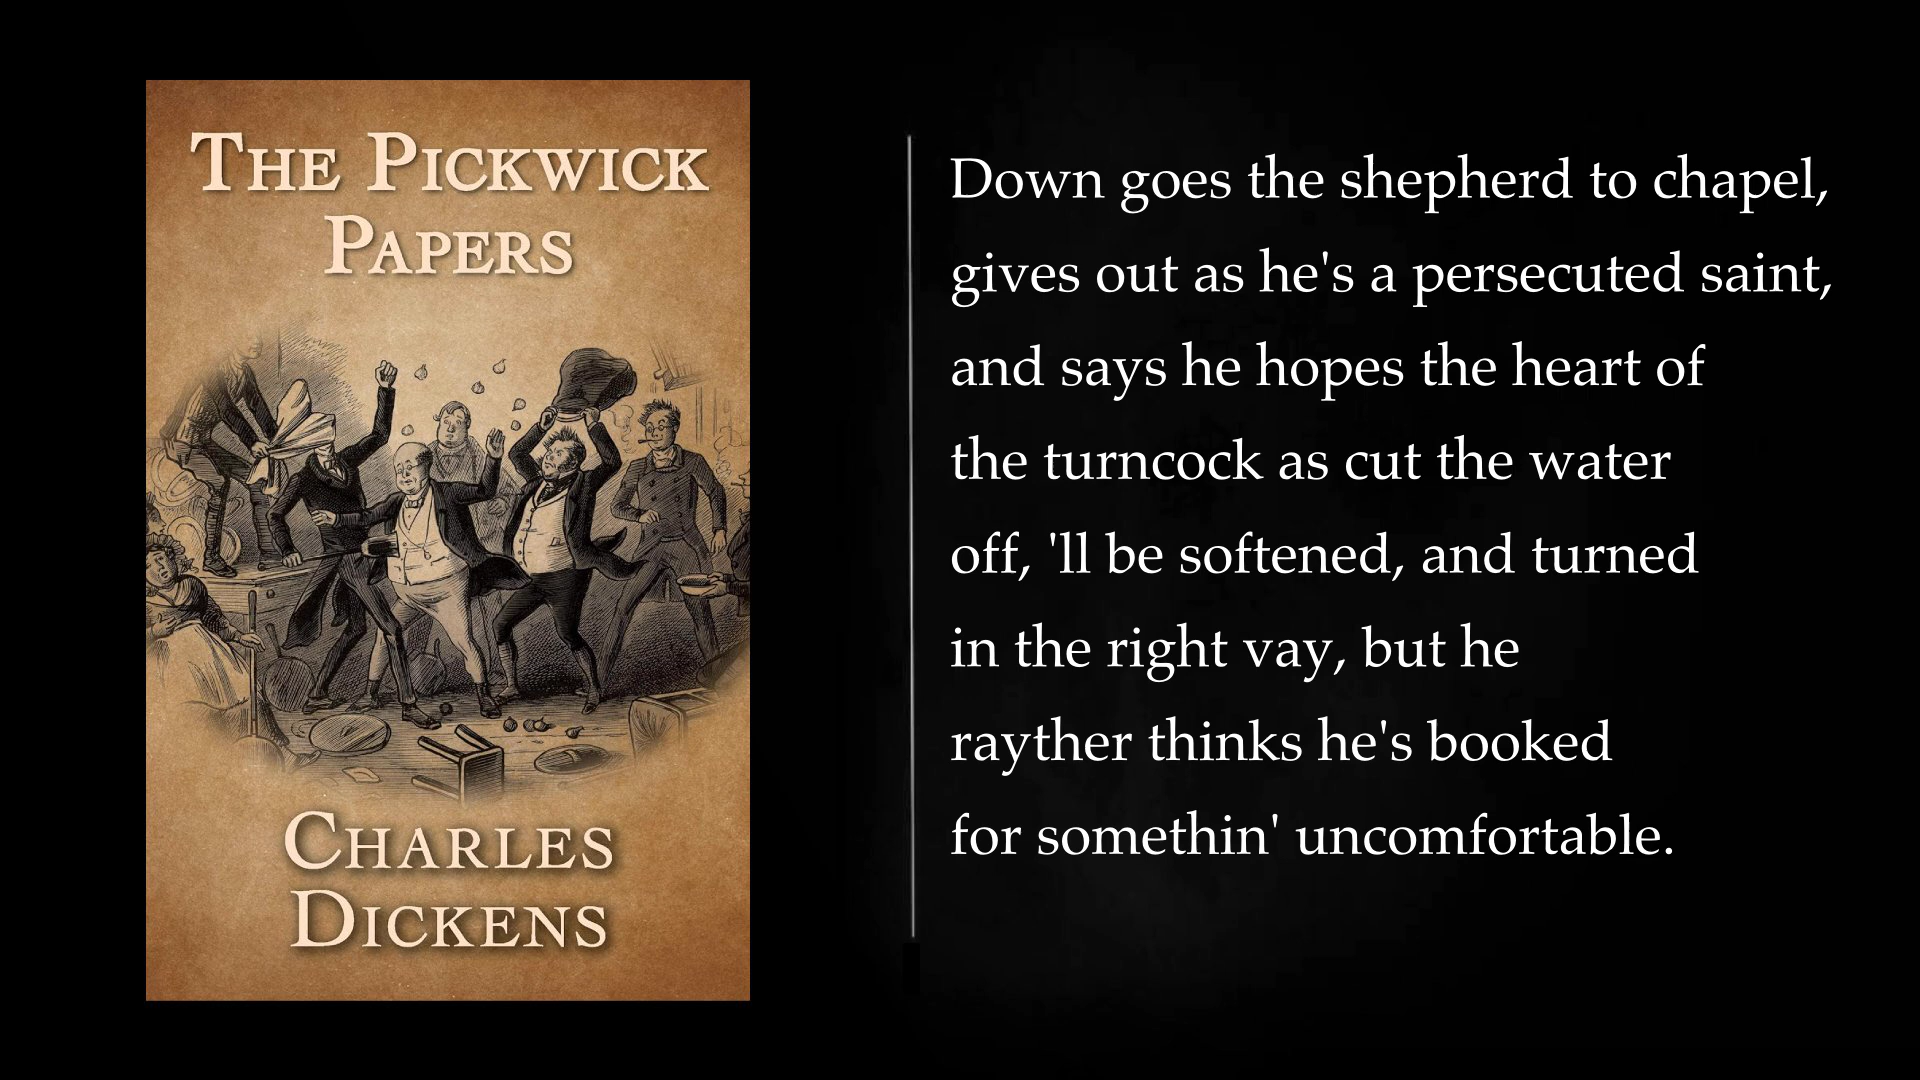 THE PICKWICK
PAPERS
CHARLES
DICKENS
Down goes the shepherd to chapel,
gives out as he's a persecuted saint,
and says he hopes the heart of
the turncock as cut the water
off, 'll be softened, and turned
in the right vay, but he
rayther thinks he's booked
for somethin' uncomfortable.